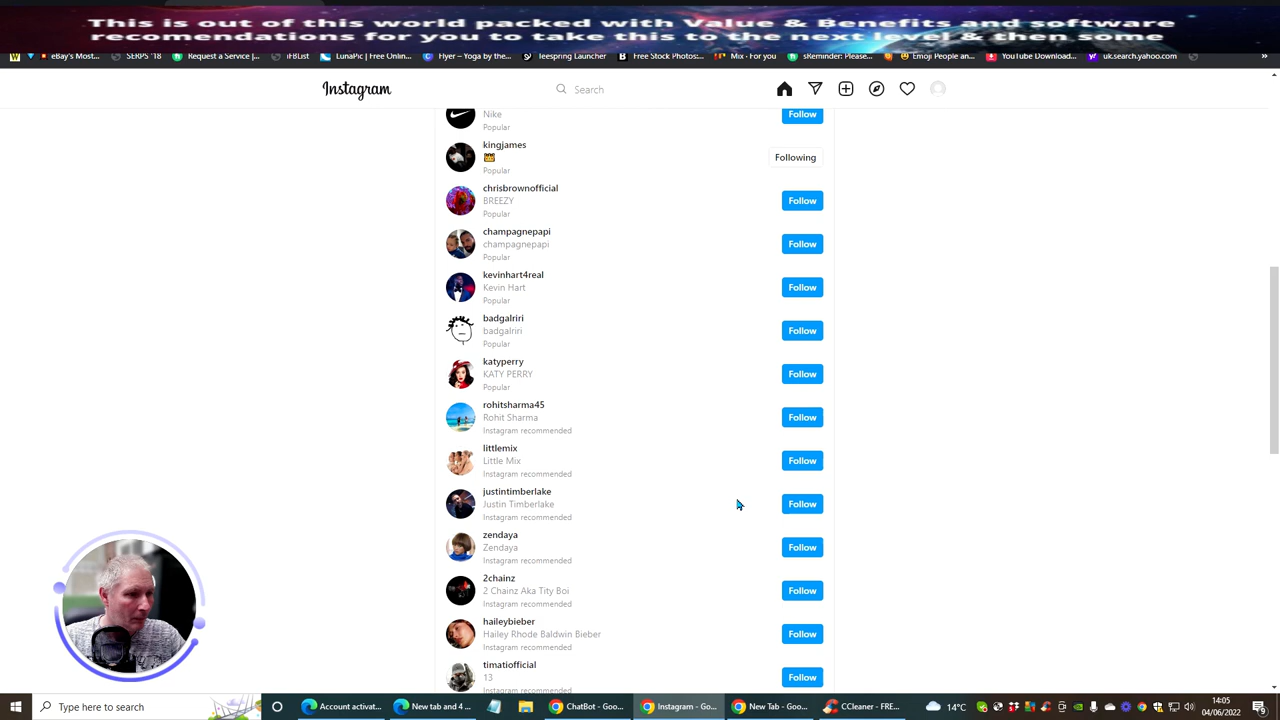 This is out of this world packed with Value & Benefits and software
recomendations for you to take this to the next level & then some
eBay's Most...
SERPS '18
Request a Service |...
iFBList
LunaPic | Free Onlin...
Flyer – Yoga by the...
Teespring Launcher
Free Stock Photos:...
Mix · For you
sReminder: Please...
Emoji People an...
YouTube Download...
uk.search.yahoo.com
»
Instagram
Search
Nike
Popular
Follow
kingjames
Popular
Following
chrisbrownofficial
BREEZY
Popular
Follow
champagnepapi
champagnepapi
Popular
Follow
kevinhart4real
Kevin Hart
Popular
Follow
badgalriri
badgalriri
Popular
Follow
katyperry
KATY PERRY
Popular
Follow
rohitsharma45
Rohit Sharma
Instagram recommended
Follow
littlemix
Little Mix
Instagram recommended
Follow
justintimberlake
Justin Timberlake
Instagram recommended
Follow
zendaya
Zendaya
Instagram recommended
Follow
2chainz
2 Chainz Aka Tity Boi
Instagram recommended
Follow
haileybieber
Hailey Rhode Baldwin Bieber
Instagram recommended
Follow
timatiofficial
13
Instagram recommended
Follow
Type here to search
Account activat...
New tab and 4 ...
ChatBot - Goo...
Instagram - Go...
New Tab - Goo...
CCleaner - FRE...
14°C
14:05
04/06/2022